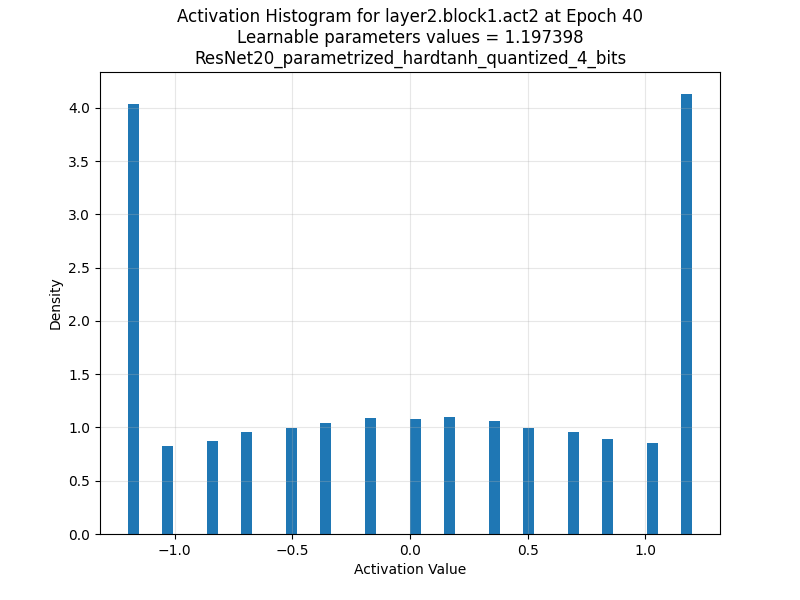 Activation Histogram for layer2.block1.act2 at Epoch 40
Learnable parameters values = 1.197398
ResNet20_parametrized_hardtanh_quantized_4_bits
4.0
3.5
3.0
2.5
2.0
1.5
1.0
0.5
0.0
Density
−1.0 −0.5 0.0 0.5 1.0
Activation Value